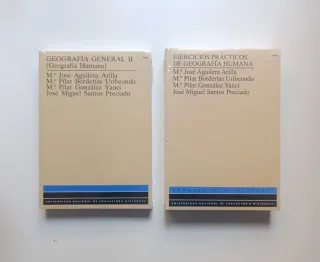 GEOGRAFÍA GENERAL II
(Geografía Humana)
M.ª José Aguilera Arilla
M.ª Pilar Borderías Uribeondo
M.ª Pilar González Yanci
José Miguel Santos Preciado
UNIVERSIDAD NACIONAL DE EDUCACION A DISTANCIA
EJERCICIOS PRÁCTICOS
DE GEOGRAFÍA HUMANA
M.ª José Aguilera Arilla
M.ª Pilar Borderías Uribeondo
M.ª Pilar González Yanci
José Miguel Santos Preciado
UNIVERSIDAD NACIONAL DE EDUCACION A DISTANCIA